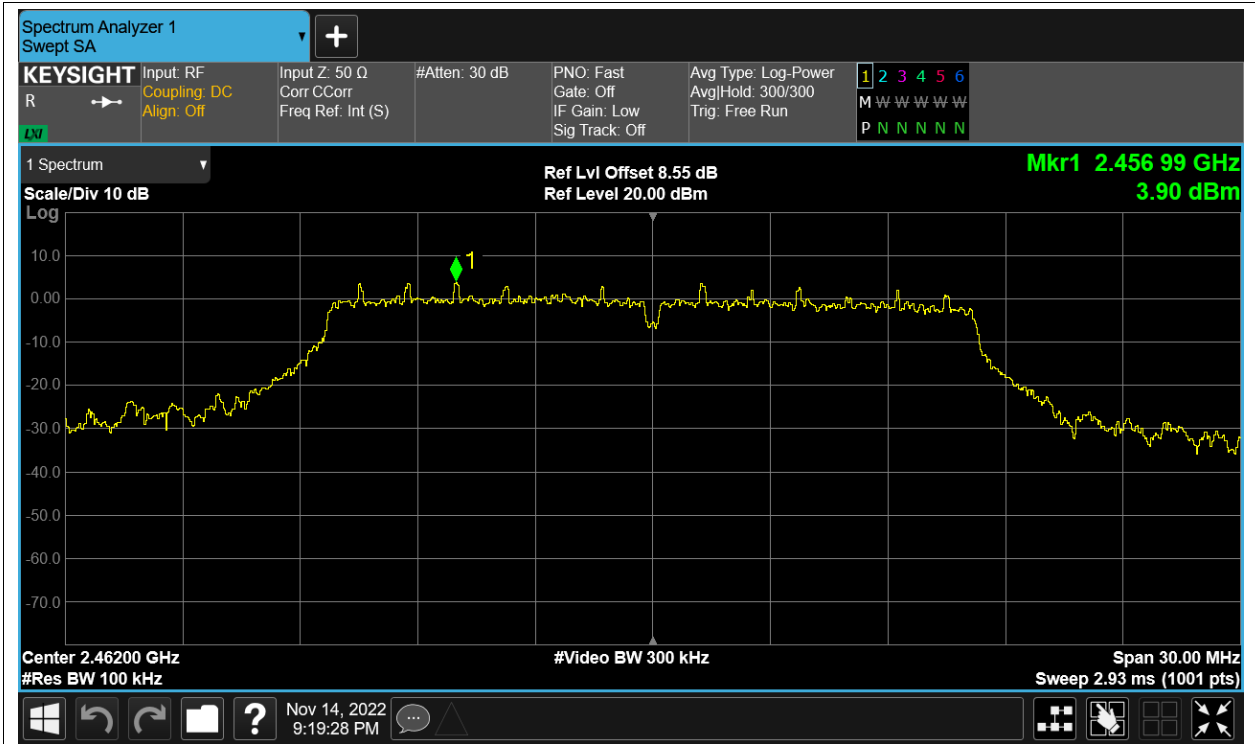 Spectrum Analyzer 1
Swept SA
KEYSIGHT
R
LXI
Input: RF
Coupling: DC
Align: Off
Input Z: 50 Ω
Corr CCorr
Freq Ref: Int (S)
#Atten: 30 dB
PNO: Fast
Gate: Off
IF Gain: Low
Sig Track: Off
Avg Type: Log-Power
Avg|Hold: 300/300
Trig: Free Run
1 2 3 4 5 6
M W W W W W
P N N N N N
1 Spectrum
Scale/Div 10 dB
Log
Ref Lvl Offset 8.55 dB
Ref Level 20.00 dBm
Mkr1 2.456 99 GHz
3.90 dBm
1
10.0
0.00
-10.0
-20.0
-30.0
-40.0
-50.0
-60.0
-70.0
Center 2.46200 GHz
#Res BW 100 kHz
#Video BW 300 kHz
Span 30.00 MHz
Sweep 2.93 ms (1001 pts)
?
Nov 14, 2022
9:19:28 PM